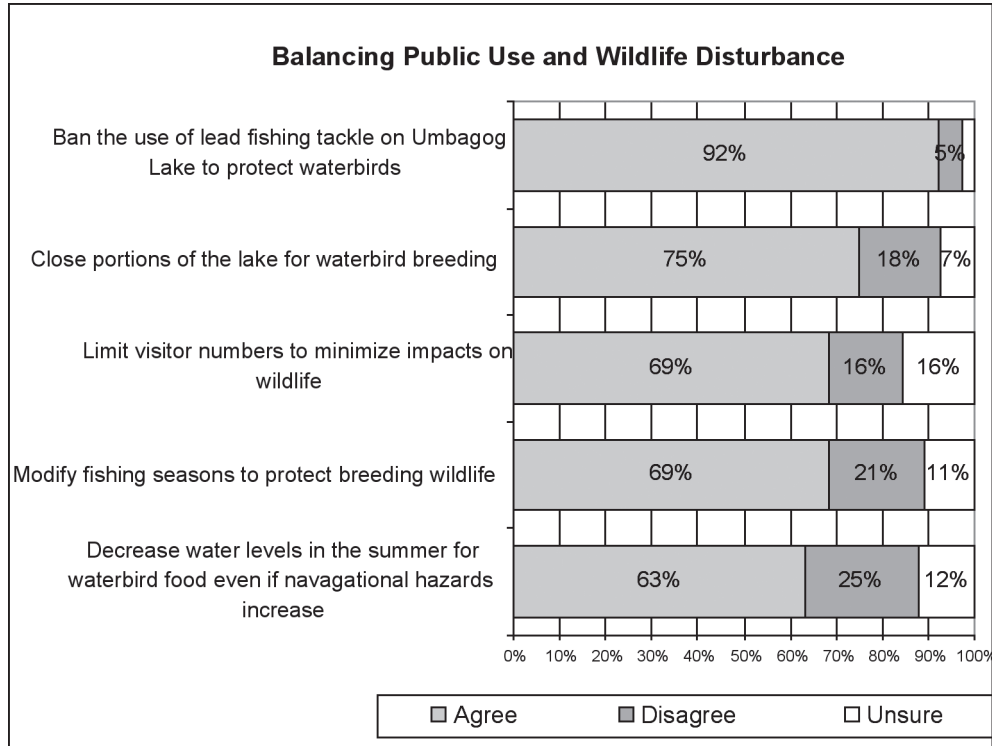 Balancing Public Use and Wildlife Disturbance
Ban the use of lead fishing tackle on Umbagog
Lake to protect waterbirds
92%
5%
Close portions of the lake for waterbird breeding
75%
18%
7%
Limit visitor numbers to minimize impacts on
wildlife
69%
16%
16%
Modify fishing seasons to protect breeding wildlife
69%
21%
11%
Decrease water levels in the summer for
waterbird food even if navagational hazards
increase
63%
25%
12%
0% 10% 20% 30% 40% 50% 60% 70% 80% 90% 100%
Agree Disagree Unsure